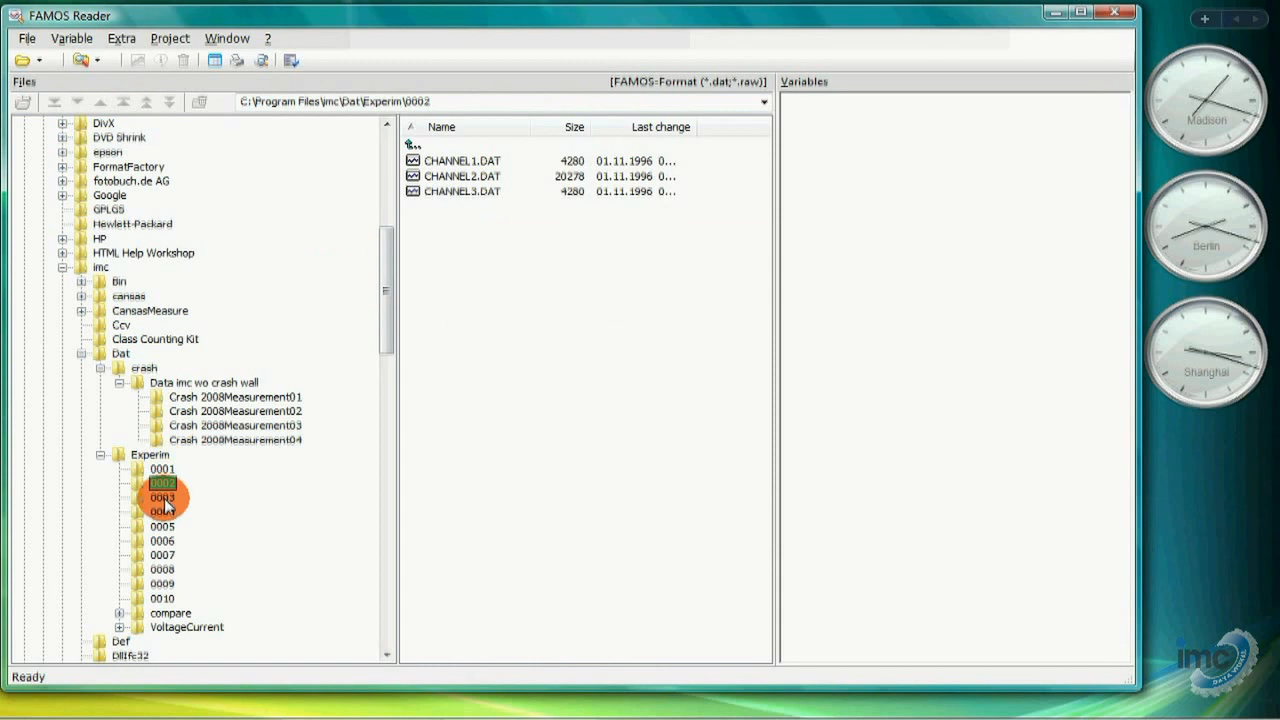 FAMOS Reader
File Variable Extra Project Window ?
Files [FAMOS-Format (*.dat;*.raw)] Variables
C:\Program Files\imc\Dat\Experim\0002
Name Size Last change
..
CHANNEL1.DAT 4280 01.11.1996 0...
CHANNEL2.DAT 20278 01.11.1996 0...
CHANNEL3.DAT 4280 01.11.1996 0...
DivX
DVD Shrink
epson
FormatFactory
fotobuch.de AG
Google
GPLGS
Hewlett-Packard
HP
HTML Help Workshop
imc
Bin
cansas
CansasMeasure
Ccv
Class Counting Kit
Dat
crash
Data imc wo crash wall
Crash 2008Measurement01
Crash 2008Measurement02
Crash 2008Measurement03
Crash 2008Measurement04
Experim
0001
0002
0003
0004
0005
0006
0007
0008
0009
0010
compare
VoltageCurrent
Def
Dllfc32
Ready
Madison
Berlin
Shanghai
imc
DATA WORKS